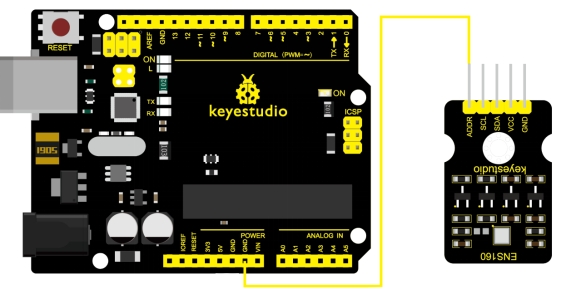 RESET
AREF
GND
13
12
~11
~10
~9
8
7
~6
~5
4
~3
2
TX→1
RX←0
DIGITAL (PWM=~)
ON
L
TX
RX
keyestudio
ON
ICSP
1905
IOREF
RESET
3V3
5V
GND
GND
VIN
POWER
A0
A1
A2
A3
A4
A5
ANALOG IN
ADDR
SCL
SDA
VCC
GND
keyestudio
ENS160